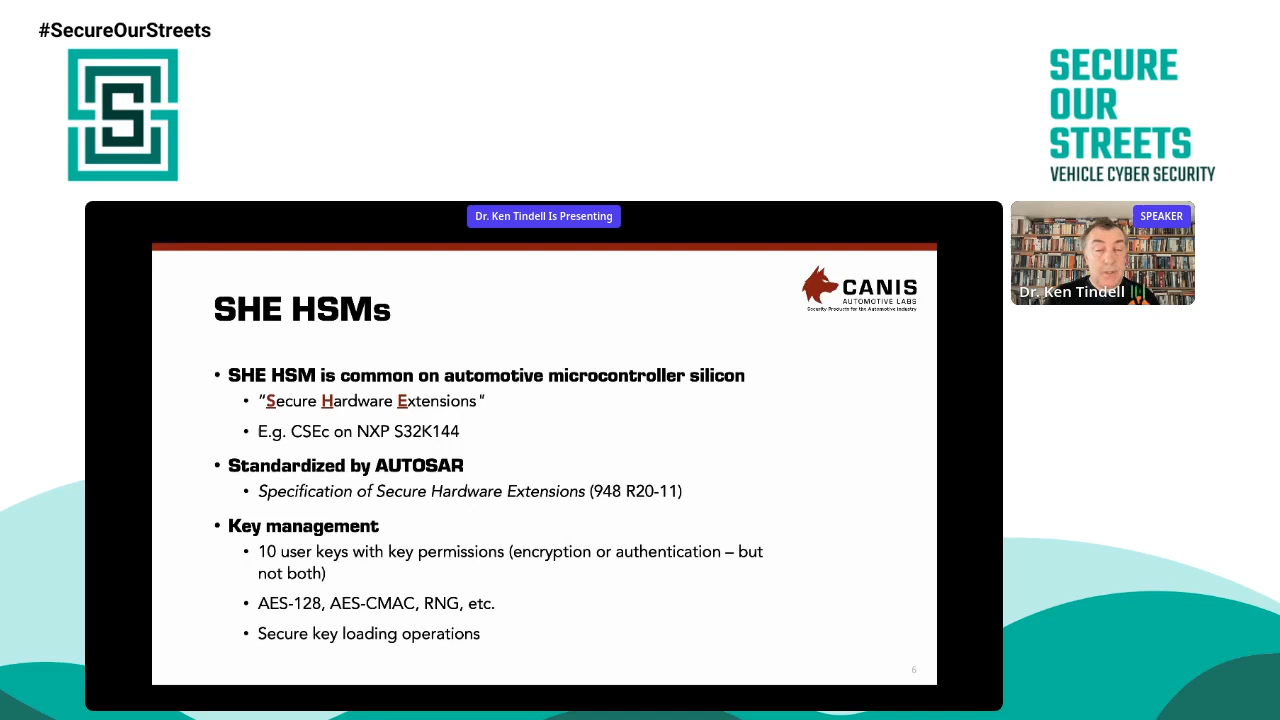 #SecureOurStreets
S
SECURE
OUR
STREETS
VEHICLE CYBER SECURITY
Dr. Ken Tindell Is Presenting
SPEAKER
Dr. Ken Tindell
CANIS
AUTOMOTIVE LABS
Security Products for the Automotive Industry
SHE HSMs
• SHE HSM is common on automotive microcontroller silicon
• "Secure Hardware Extensions"
• E.g. CSEc on NXP S32K144
• Standardized by AUTOSAR
• Specification of Secure Hardware Extensions (948 R20-11)
• Key management
• 10 user keys with key permissions (encryption or authentication – but
not both)
• AES-128, AES-CMAC, RNG, etc.
• Secure key loading operations
6